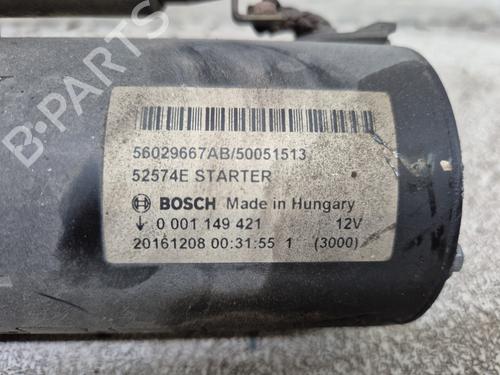 56029667AB/50051513
52574E STARTER
BOSCH Made in Hungary
0 001 149 421 12V
20161208 00:31:55 1 (3000)
B-PARTS